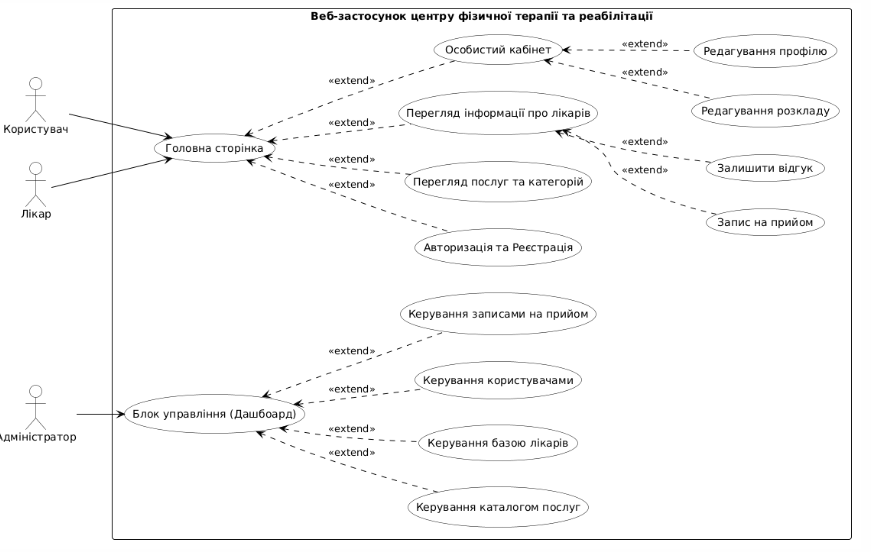 Веб-застосунок центру фізичної терапії та реабілітації
Особистий кабінет
«extend»
Редагування профілю
«extend»
«extend»
Редагування розкладу
Користувач
Перегляд інформації про лікарів
«extend»
«extend»
Головна сторінка
«extend»
Залишити відгук
«extend»
Перегляд послуг та категорій
«extend»
Лікар
Запис на прийом
Авторизація та Реєстрація
Керування записами на прийом
«extend»
Керування користувачами
«extend»
Блок управління (Дашбоард)
«extend»
Адміністратор
Керування базою лікарів
«extend»
Керування каталогом послуг